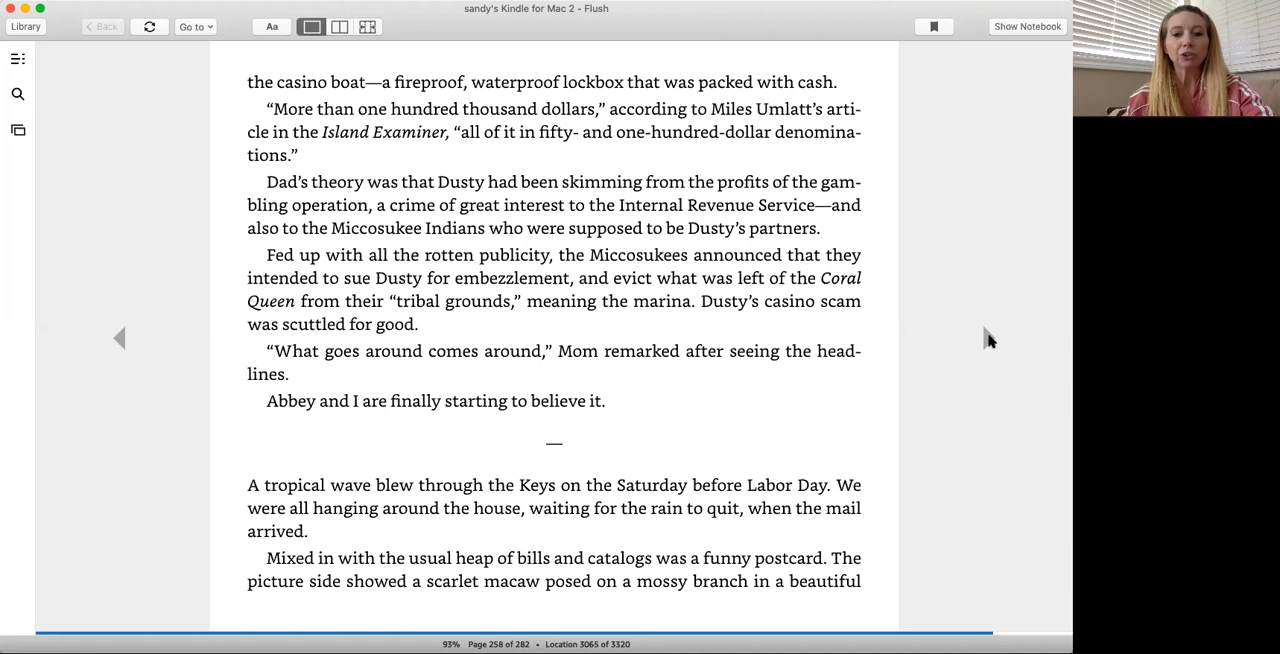 sandy's Kindle for Mac 2 - Flush
Library
Back
Go to
Aa
Show Notebook
the casino boat—a fireproof, waterproof lockbox that was packed with cash.
“More than one hundred thousand dollars,” according to Miles Umlatt’s arti-
cle in the Island Examiner, “all of it in fifty- and one-hundred-dollar denomina-
tions.”
Dad’s theory was that Dusty had been skimming from the profits of the gam-
bling operation, a crime of great interest to the Internal Revenue Service—and
also to the Miccosukee Indians who were supposed to be Dusty’s partners.
Fed up with all the rotten publicity, the Miccosukees announced that they
intended to sue Dusty for embezzlement, and evict what was left of the Coral
Queen from their “tribal grounds,” meaning the marina. Dusty’s casino scam
was scuttled for good.
“What goes around comes around,” Mom remarked after seeing the head-
lines.
Abbey and I are finally starting to believe it.
—
A tropical wave blew through the Keys on the Saturday before Labor Day. We
were all hanging around the house, waiting for the rain to quit, when the mail
arrived.
Mixed in with the usual heap of bills and catalogs was a funny postcard. The
picture side showed a scarlet macaw posed on a mossy branch in a beautiful
93% Page 258 of 282 • Location 3065 of 3320